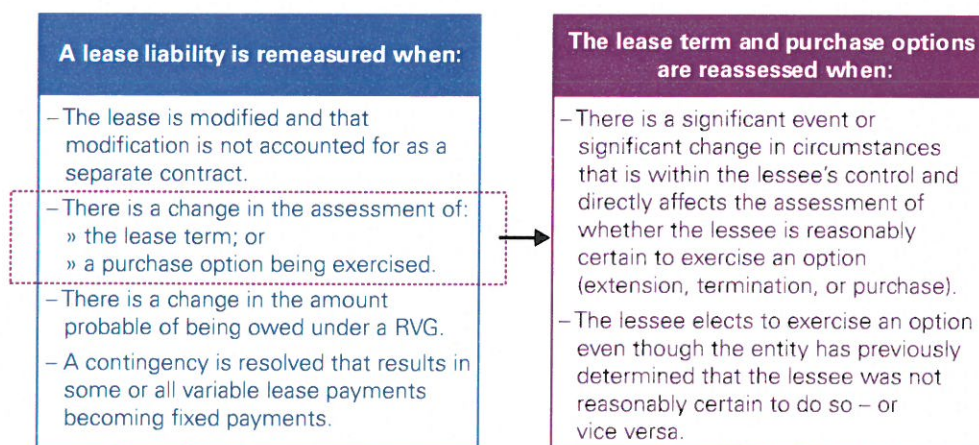 A lease liability is remeasured when:
– The lease is modified and that
modification is not accounted for as a
separate contract.
– There is a change in the assessment of:
» the lease term; or
» a purchase option being exercised.
– There is a change in the amount
probable of being owed under a RVG.
– A contingency is resolved that results in
some or all variable lease payments
becoming fixed payments.
The lease term and purchase options
are reassessed when:
– There is a significant event or
significant change in circumstances
that is within the lessee's control and
directly affects the assessment of
whether the lessee is reasonably
certain to exercise an option
(extension, termination, or purchase).
– The lessee elects to exercise an option
even though the entity has previously
determined that the lessee was not
reasonably certain to do so – or
vice versa.